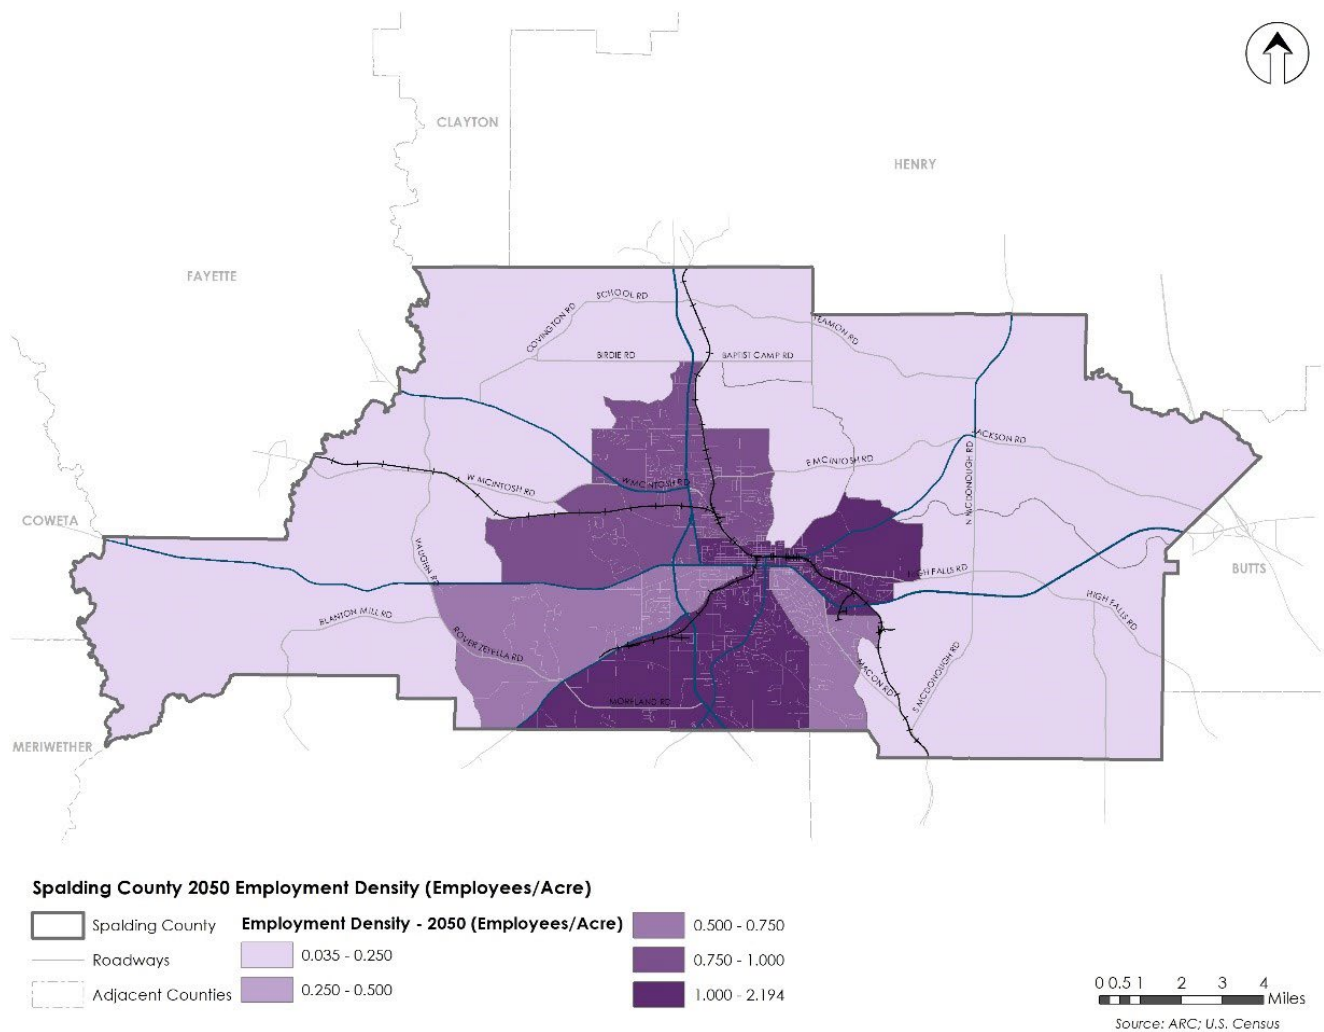 CLAYTON
HENRY
FAYETTE
SCHOOL RD
COVINGTON RD
TEAMON RD
BIRDIE RD
BAPTIST CAMP RD
JACKSON RD
E MCINTOSH RD
W MCINTOSH RD
W MCINTOSH RD
N MCDONOUGH RD
COWETA
VAUGHN RD
HIGH FALLS RD
BUTTS
HIGH FALLS RD
BLANTON MILL RD
ROVER ZETELLA RD
MACON RD
S MCDONOUGH RD
MORELAND RD
MERIWETHER
Spalding County 2050 Employment Density (Employees/Acre)
Spalding County
Roadways
Adjacent Counties
Employment Density - 2050 (Employees/Acre)
0.035 - 0.250
0.250 - 0.500
0.500 - 0.750
0.750 - 1.000
1.000 - 2.194
0 0.5 1 2 3 4
Miles
Source: ARC; U.S. Census